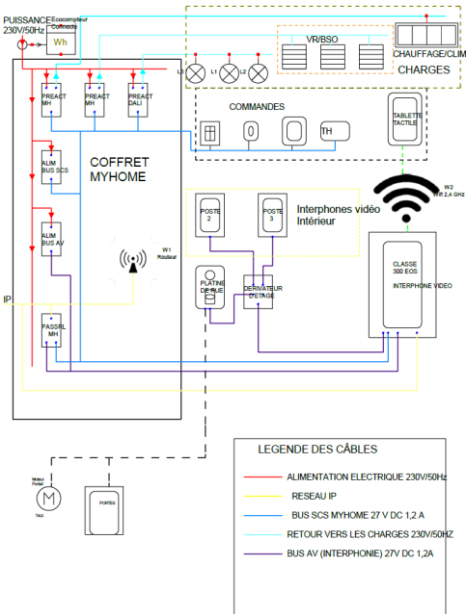 PUISSANCE
230V/50Hz
Ecocompteur
Connecte
Wh
VR/BSO
CHAUFFAGE/CLIM
CHARGES
L3
L1
L2
PREACT
MH
PREACT
MH
PREACT
DALI
COMMANDES
TH
TABLETTE
TACTILE
ALIM
BUS SCS
COFFRET
MYHOME
W2
Wifi 2,4 GHz
POSTE
2
POSTE
3
Interphones vidéo
Intérieur
ALIM
BUS AV
W1
Routeur
PLATINE
DE RUE
DERIVATEUR
D'ETAGE
CLASSE
300 EOS
INTERPHONE VIDEO
IP
PASSRL
MH
Moteur
Portail
M
PORTIER
LEGENDE DES CÂBLES
ALIMENTATION ELECTRIQUE 230V/50Hz
RESEAU IP
BUS SCS MYHOME 27 V DC 1,2 A
RETOUR VERS LES CHARGES 230V/50HZ
BUS AV (INTERPHONIE) 27V DC 1,2A